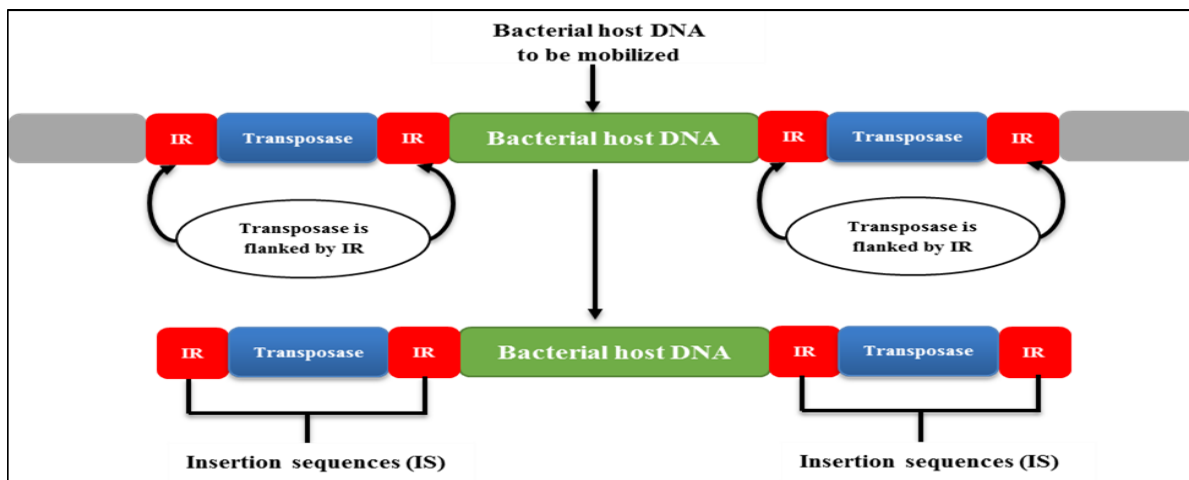 Bacterial host DNA
to be mobilized
IR Transposase IR Bacterial host DNA IR Transposase IR
Transposase is
flanked by IR
Transposase is
flanked by IR
IR Transposase IR Bacterial host DNA IR Transposase IR
Insertion sequences (IS)
Insertion sequences (IS)